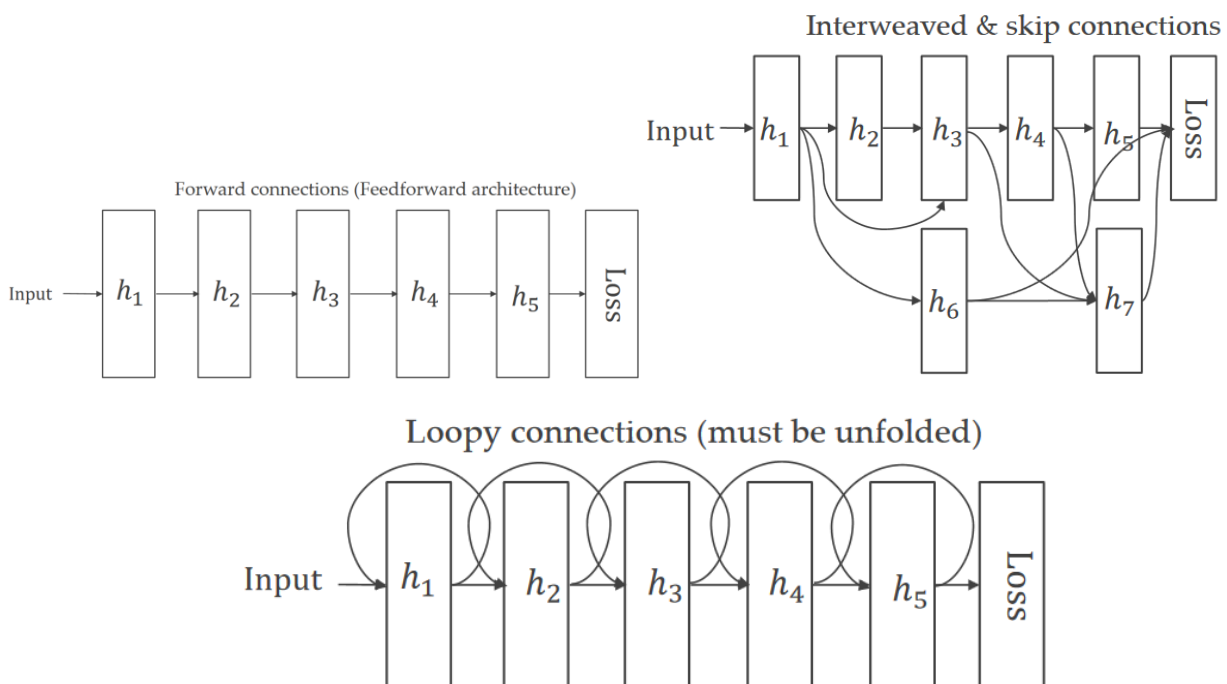 Interweaved & skip connections
Input h₁ h₂ h₃ h₄ h₅ Loss
h₆ h₇
Forward connections (Feedforward architecture)
Input h₁ h₂ h₃ h₄ h₅ Loss
Loopy connections (must be unfolded)
Input h₁ h₂ h₃ h₄ h₅ Loss